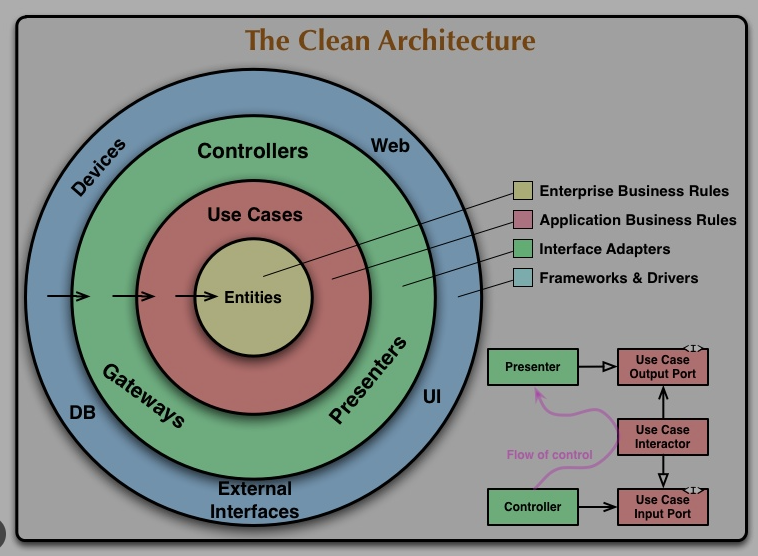 The Clean Architecture
Devices
Web
Controllers
Use Cases
Entities
Gateways
Presenters
DB
UI
External
Interfaces
Enterprise Business Rules
Application Business Rules
Interface Adapters
Frameworks & Drivers
Presenter
<I>
Use Case
Output Port
Use Case
Interactor
Flow of control
Controller
<I>
Use Case
Input Port